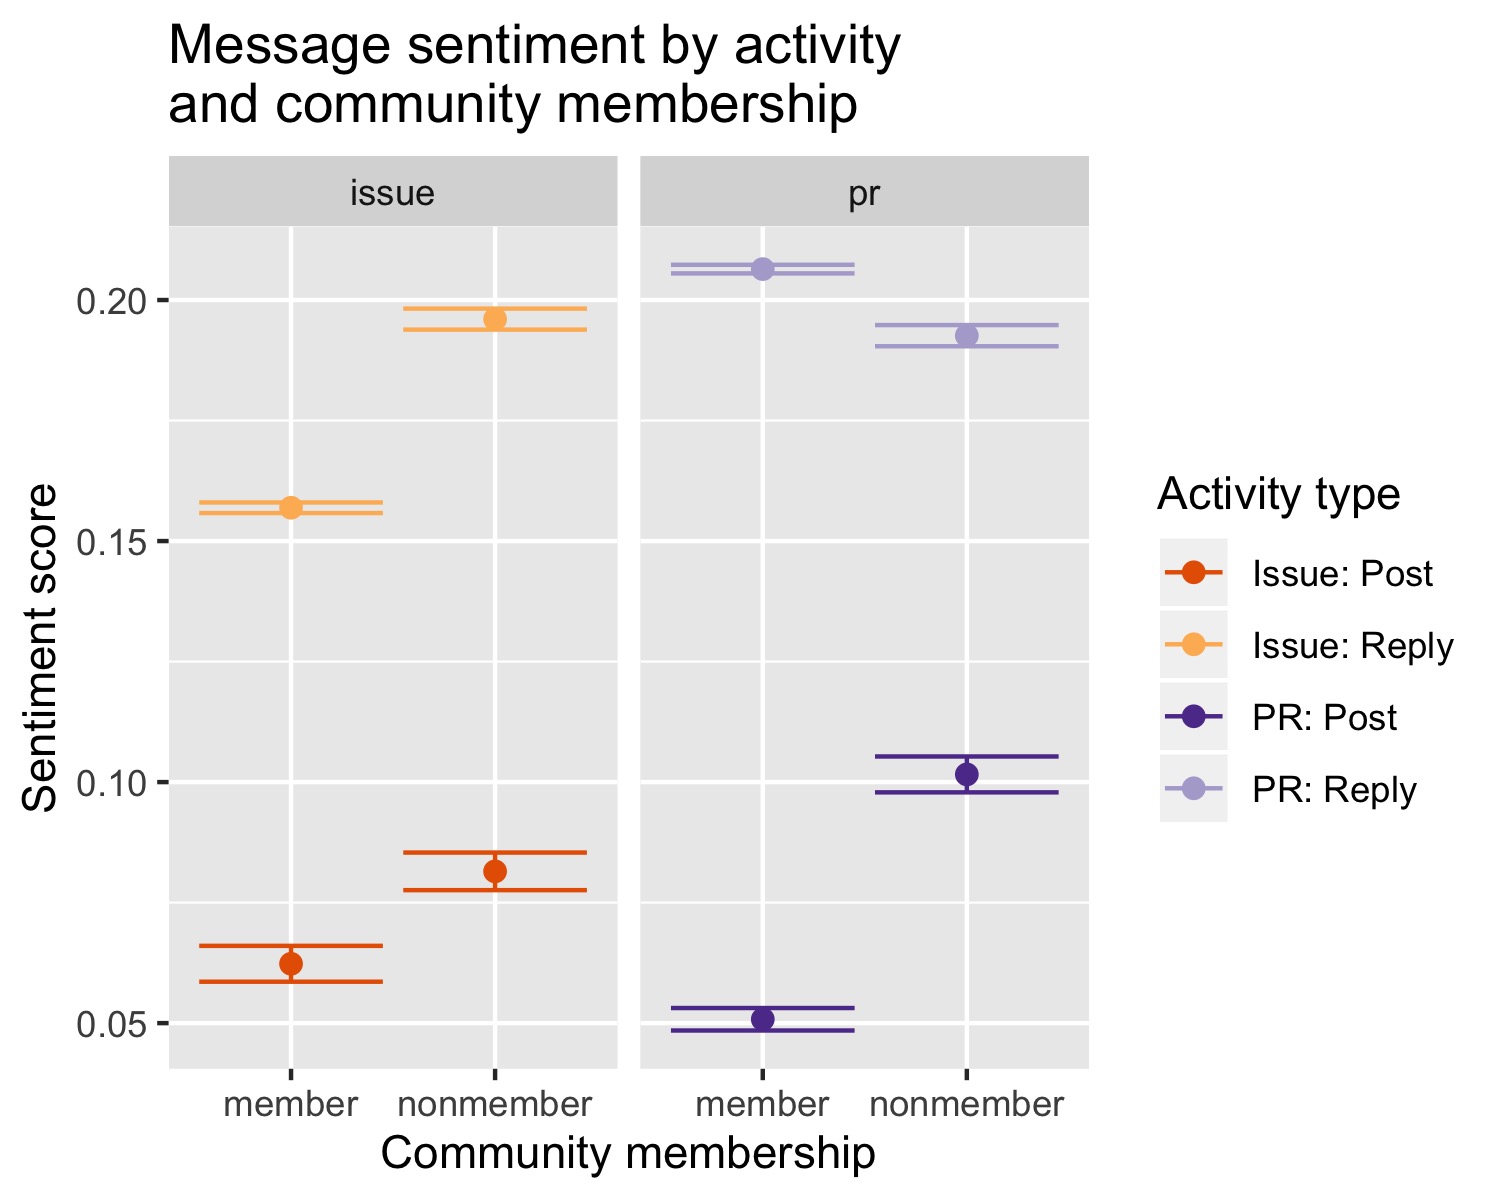 Message sentiment by activity
and community membership
issue
pr
Sentiment score
0.20
0.15
0.10
0.05
member
nonmember
member
nonmember
Community membership
Activity type
Issue: Post
Issue: Reply
PR: Post
PR: Reply